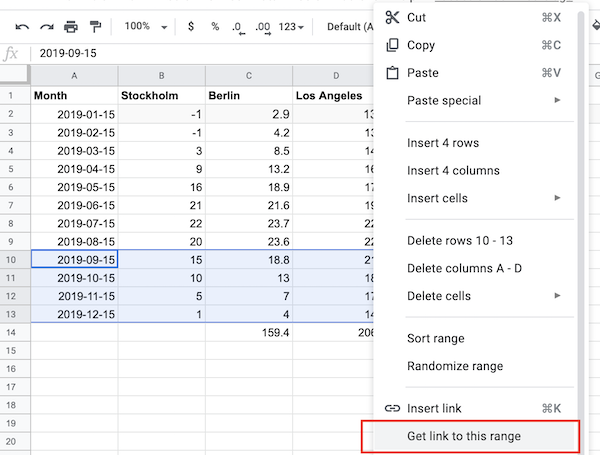 100% $ % .0 .00 123 Default (A
fx 2019-09-15
A B C D
1 Month Stockholm Berlin Los Angeles
2 2019-01-15 -1 2.9 13
3 2019-02-15 -1 4.2 13
4 2019-03-15 3 8.5 14
5 2019-04-15 9 13.2 16
6 2019-05-15 16 18.9 17
7 2019-06-15 21 21.6 19
8 2019-07-15 22 23.7 22
9 2019-08-15 20 23.6 22
10 2019-09-15 15 18.8 21
11 2019-10-15 10 13 18
12 2019-11-15 5 7 17
13 2019-12-15 1 4 14
14 159.4 206
15
16
17
18
19
20
Cut ⌘X
Copy ⌘C
Paste ⌘V
Paste special
Insert 4 rows
Insert 4 columns
Insert cells
Delete rows 10 - 13
Delete columns A - D
Delete cells
Sort range
Randomize range
Insert link ⌘K
Get link to this range